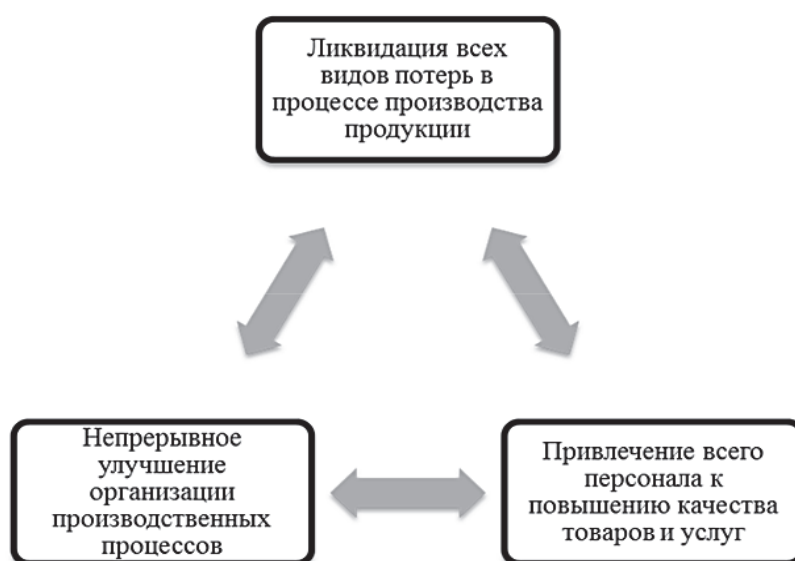 Ликвидация всех
видов потерь в
процессе производства
продукции
Непрерывное
улучшение
организации
производственных
процессов
Привлечение всего
персонала к
повышению качества
товаров и услуг